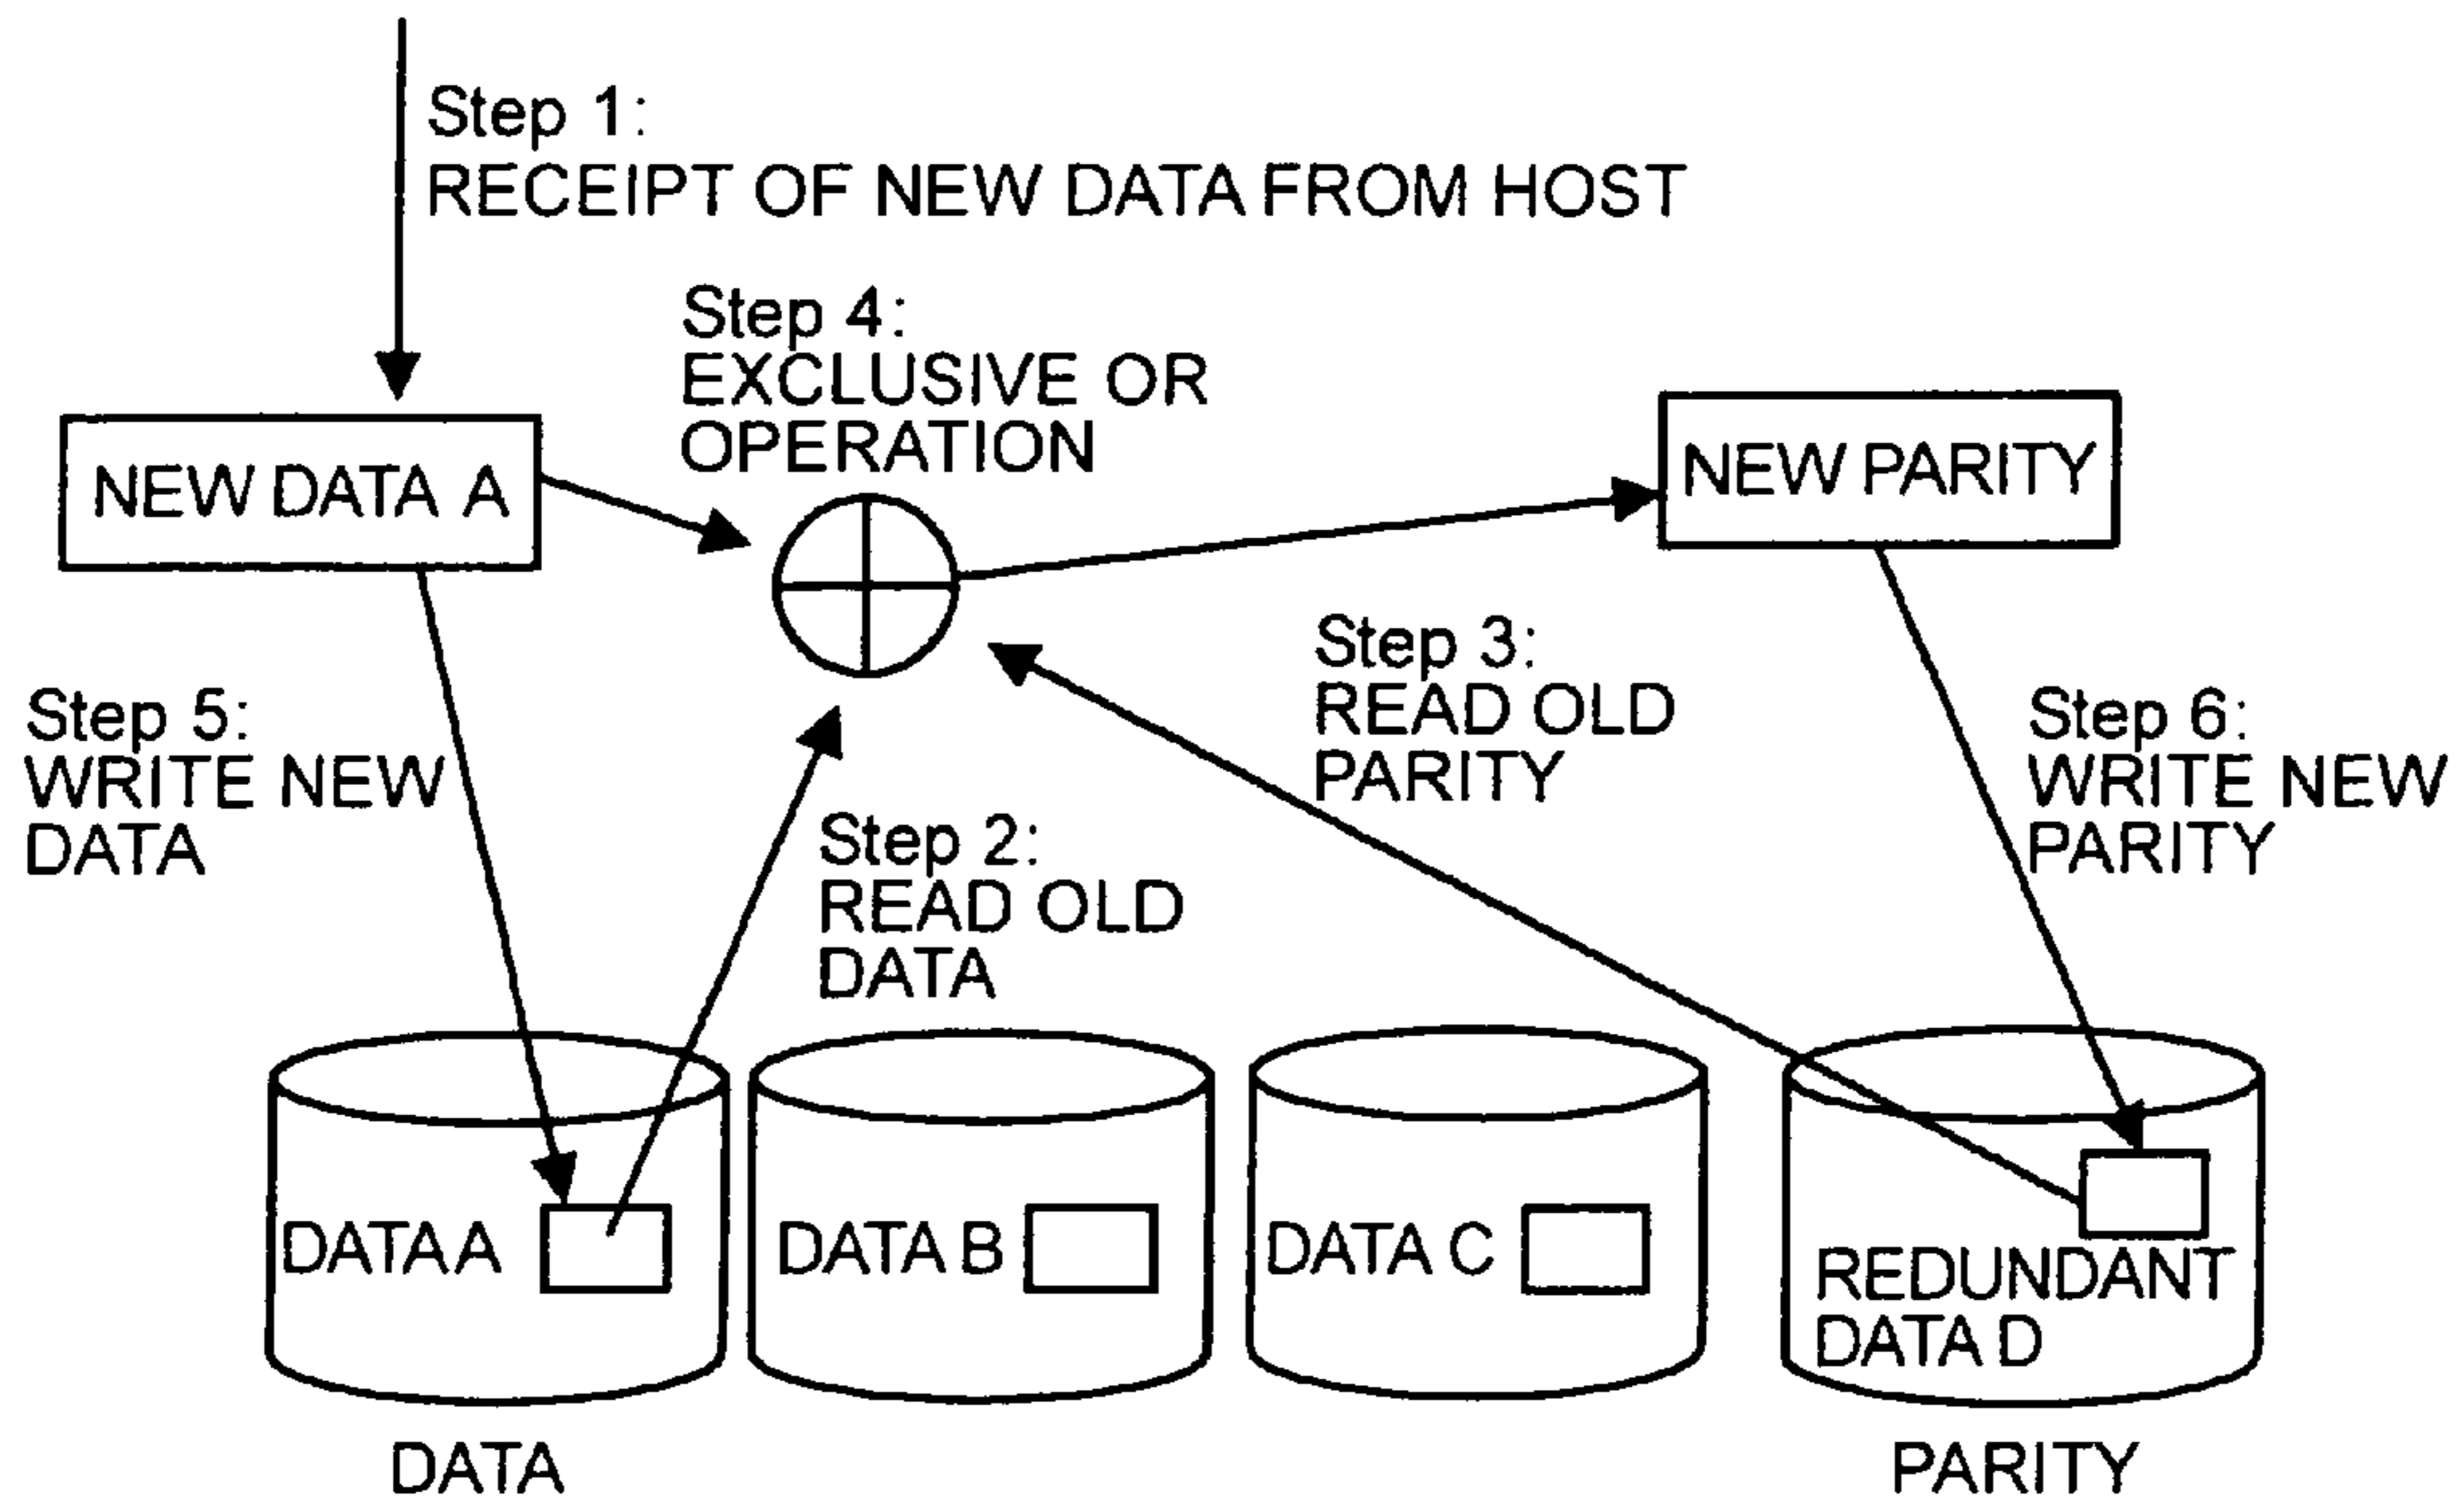 Step 1:
RECEIPT OF NEW DATA FROM HOST
Step 4:
EXCLUSIVE OR
OPERATION
NEW DATA A
NEW PARITY
Step 3:
READ OLD
PARITY
Step 5:
WRITE NEW
DATA
Step 6:
WRITE NEW
PARITY
Step 2:
READ OLD
DATA
DATA A
DATA B
DATA C
REDUNDANT
DATA D
DATA
PARITY